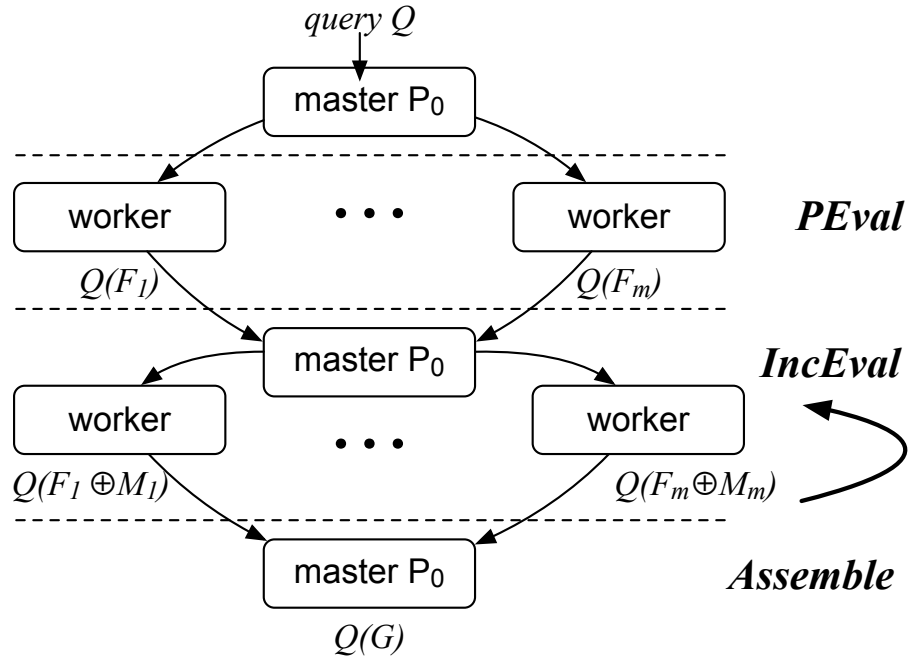 query Q
master P₀
worker • • • worker PEval
Q(F₁) Q(Fₘ)
master P₀
IncEval
worker • • • worker
Q(F₁ ⊕M₁) Q(Fₘ⊕Mₘ)
master P₀ Assemble
Q(G)